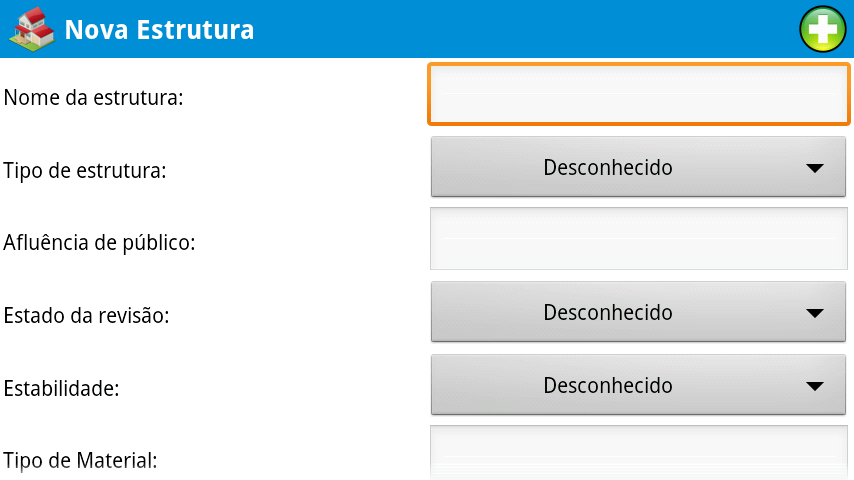 Nova Estrutura
Nome da estrutura:
Tipo de estrutura: Desconhecido
Afluência de público:
Estado da revisão: Desconhecido
Estabilidade: Desconhecido
Tipo de Material: